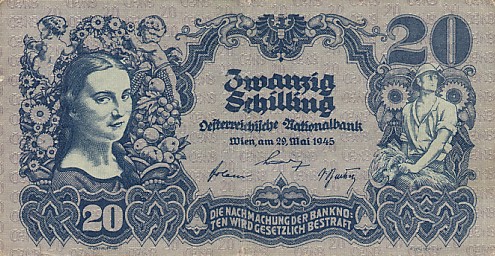 20
Zwanzig
Schilling
Oesterreichische Nationalbank
Wien, am 29. Mai 1945
20
DIE NACHMACHUNG DER BANKNO-
TEN WIRD GESETZLICH BESTRAFT